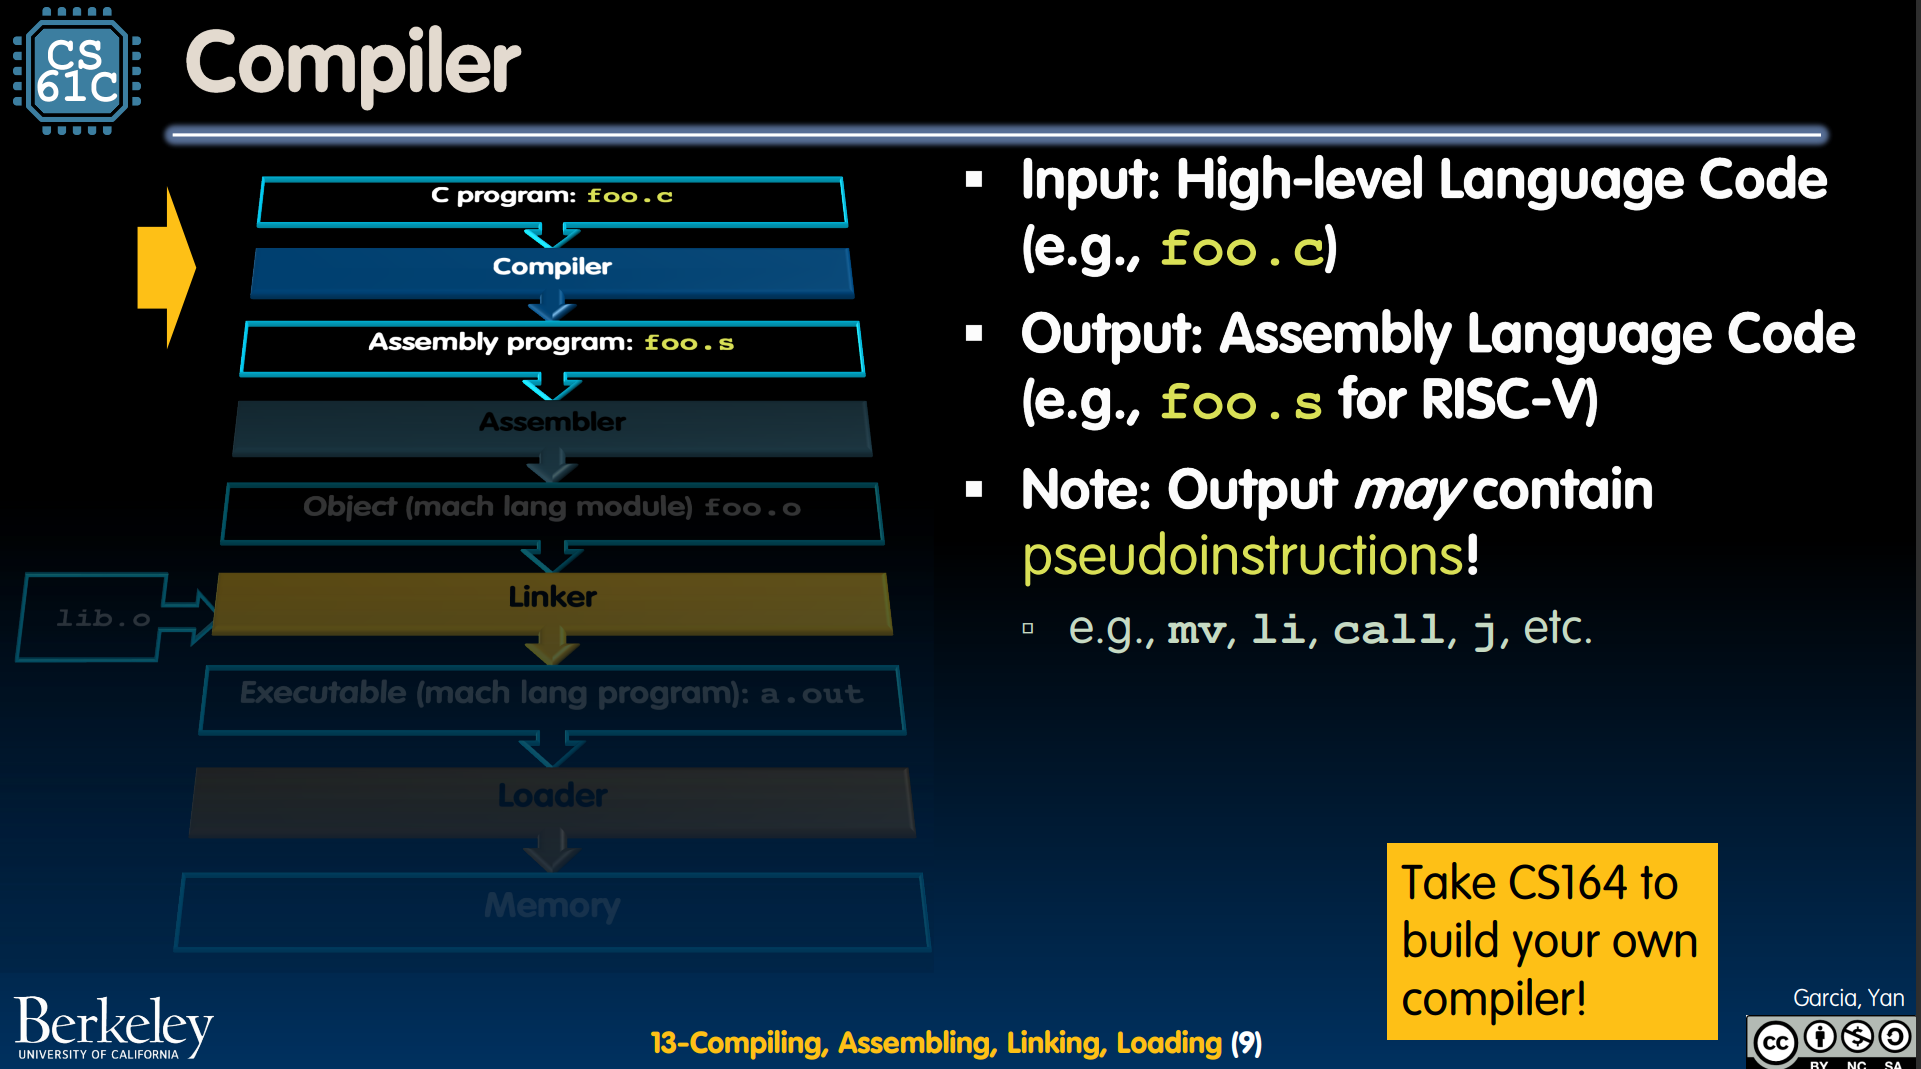 CS
61C
Compiler
C program: foo.c
Compiler
Assembly program: foo.s
Assembler
Object (mach lang module) foo.o
lib.o
Linker
Executable (mach lang program): a.out
Loader
Memory
▪ Input: High-level Language Code
(e.g., foo.c)
▪ Output: Assembly Language Code
(e.g., foo.s for RISC-V)
▪ Note: Output may contain
pseudoinstructions!
▫ e.g., mv, li, call, j, etc.
Take CS164 to
build your own
compiler!
Berkeley
UNIVERSITY OF CALIFORNIA
13-Compiling, Assembling, Linking, Loading (9)
Garcia, Yan
cc
BY NC SA